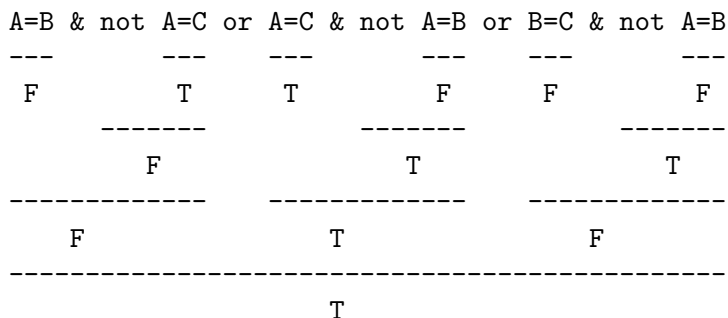 A=B & not A=C or A=C & not A=B or B=C & not A=B
--- --- --- --- --- ---
F T T F F F
------- ------- -------
F T T
------------- ------------- -------------
F T F
-----------------------------------------------
T